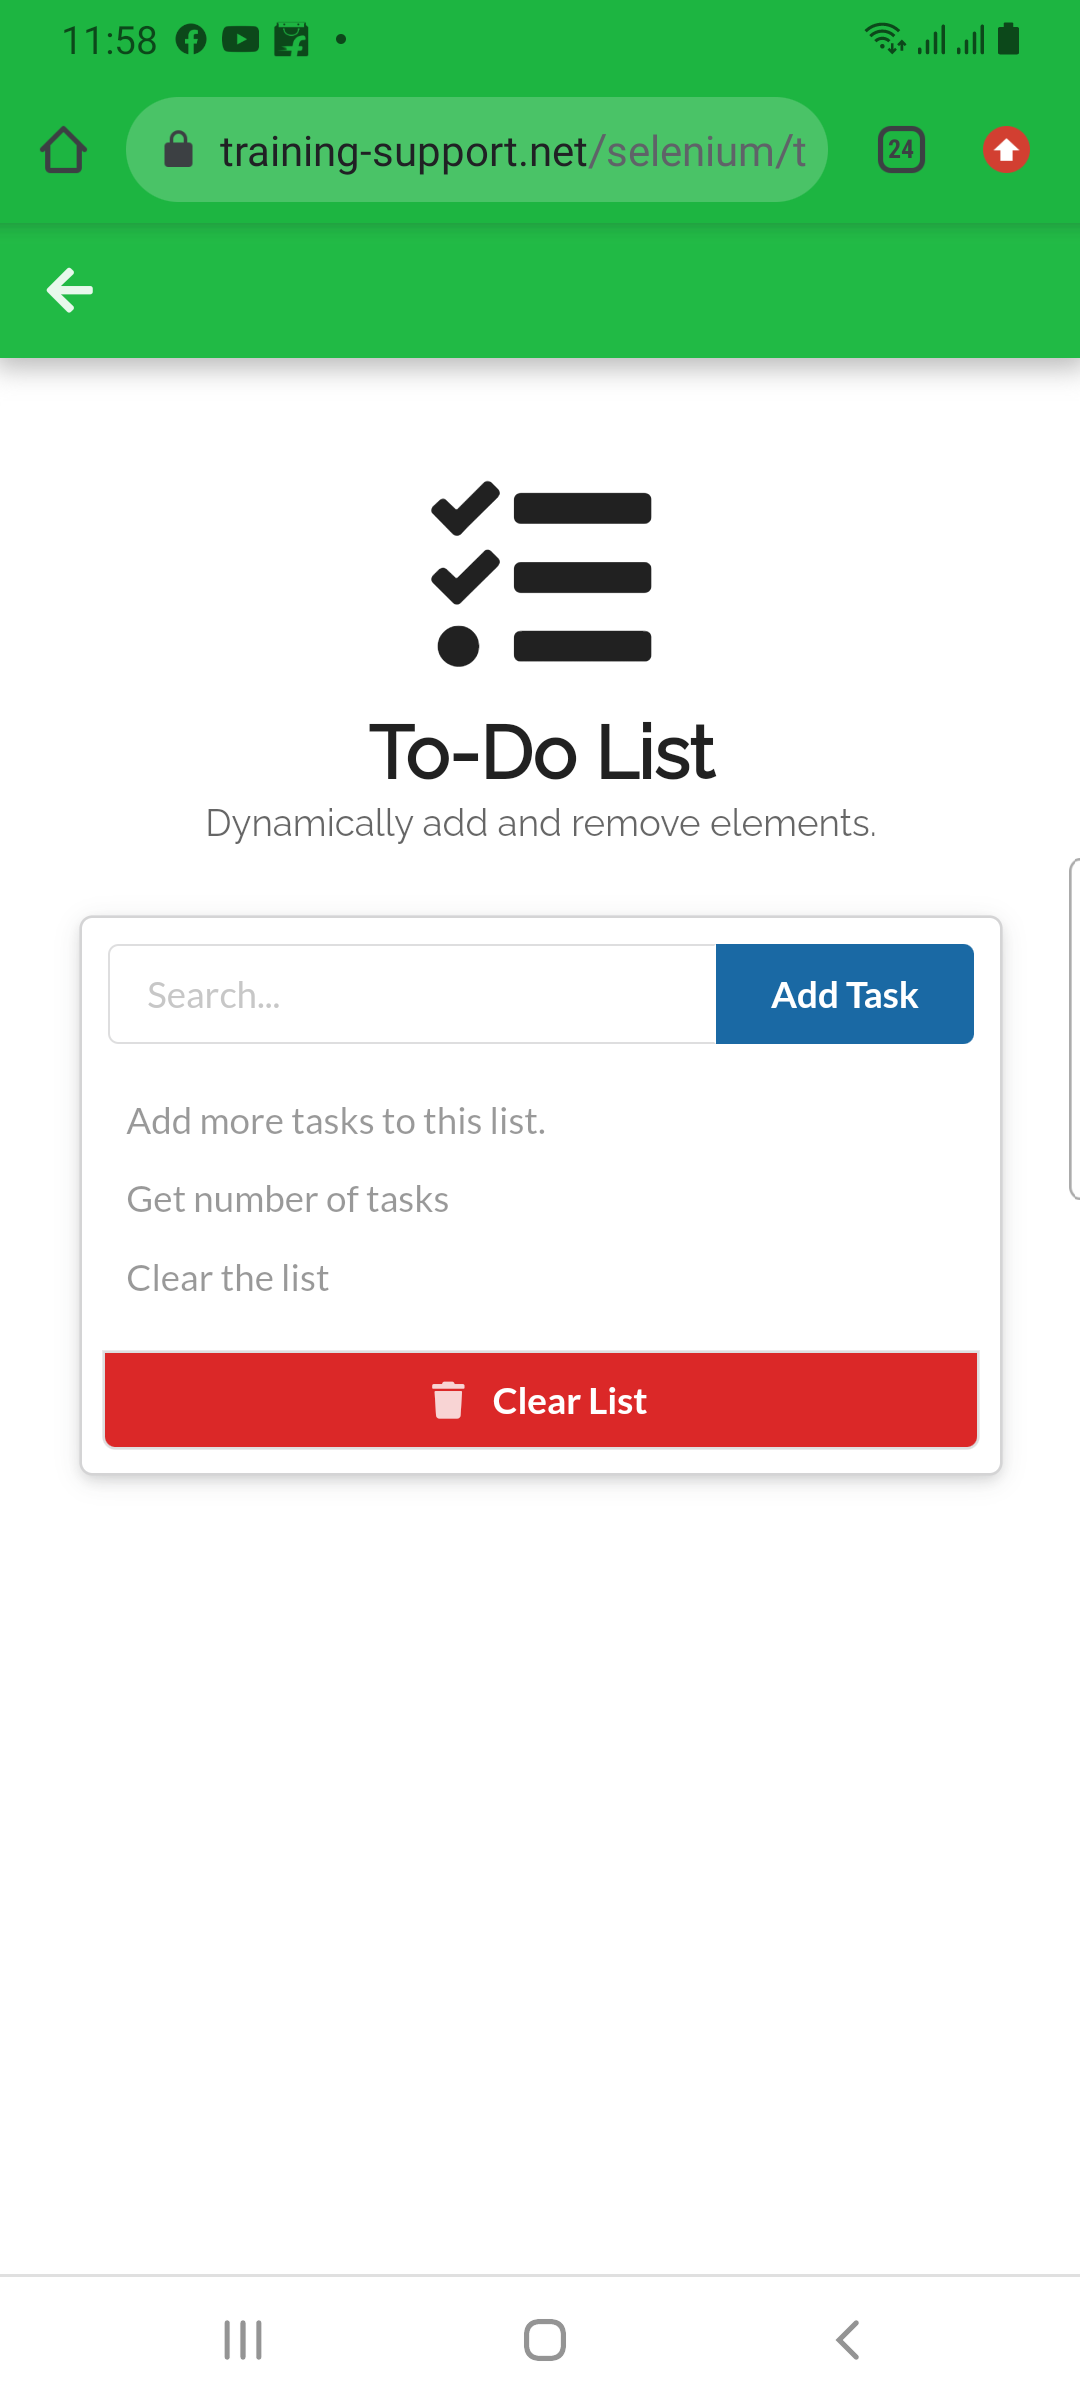 11:58
training-support.net/selenium/t
24
To-Do List
Dynamically add and remove elements.
Search...
Add Task
Add more tasks to this list.
Get number of tasks
Clear the list
Clear List